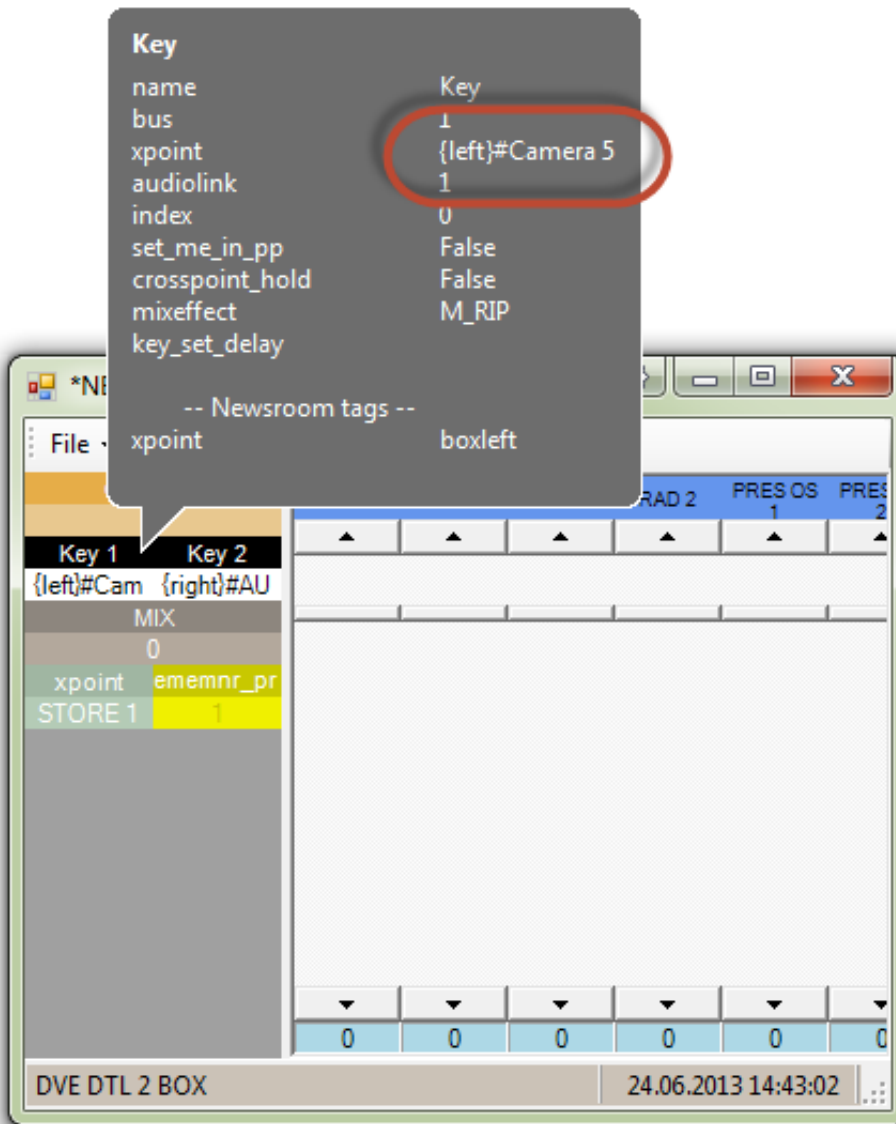 Key
name Key
bus 1
xpoint {left}#Camera 5
audiolink 1
index 0
set_me_in_pp False
crosspoint_hold False
mixeffect M_RIP
key_set_delay
-- Newsroom tags --
xpoint boxleft
*NE
File
RAD 2 PRES OS 1 PRES 2
Key 1 Key 2
{left}#Cam {right}#AU
MIX
0
xpoint ememnr_pr
STORE 1 1
0 0 0 0 0 0
DVE DTL 2 BOX 24.06.2013 14:43:02